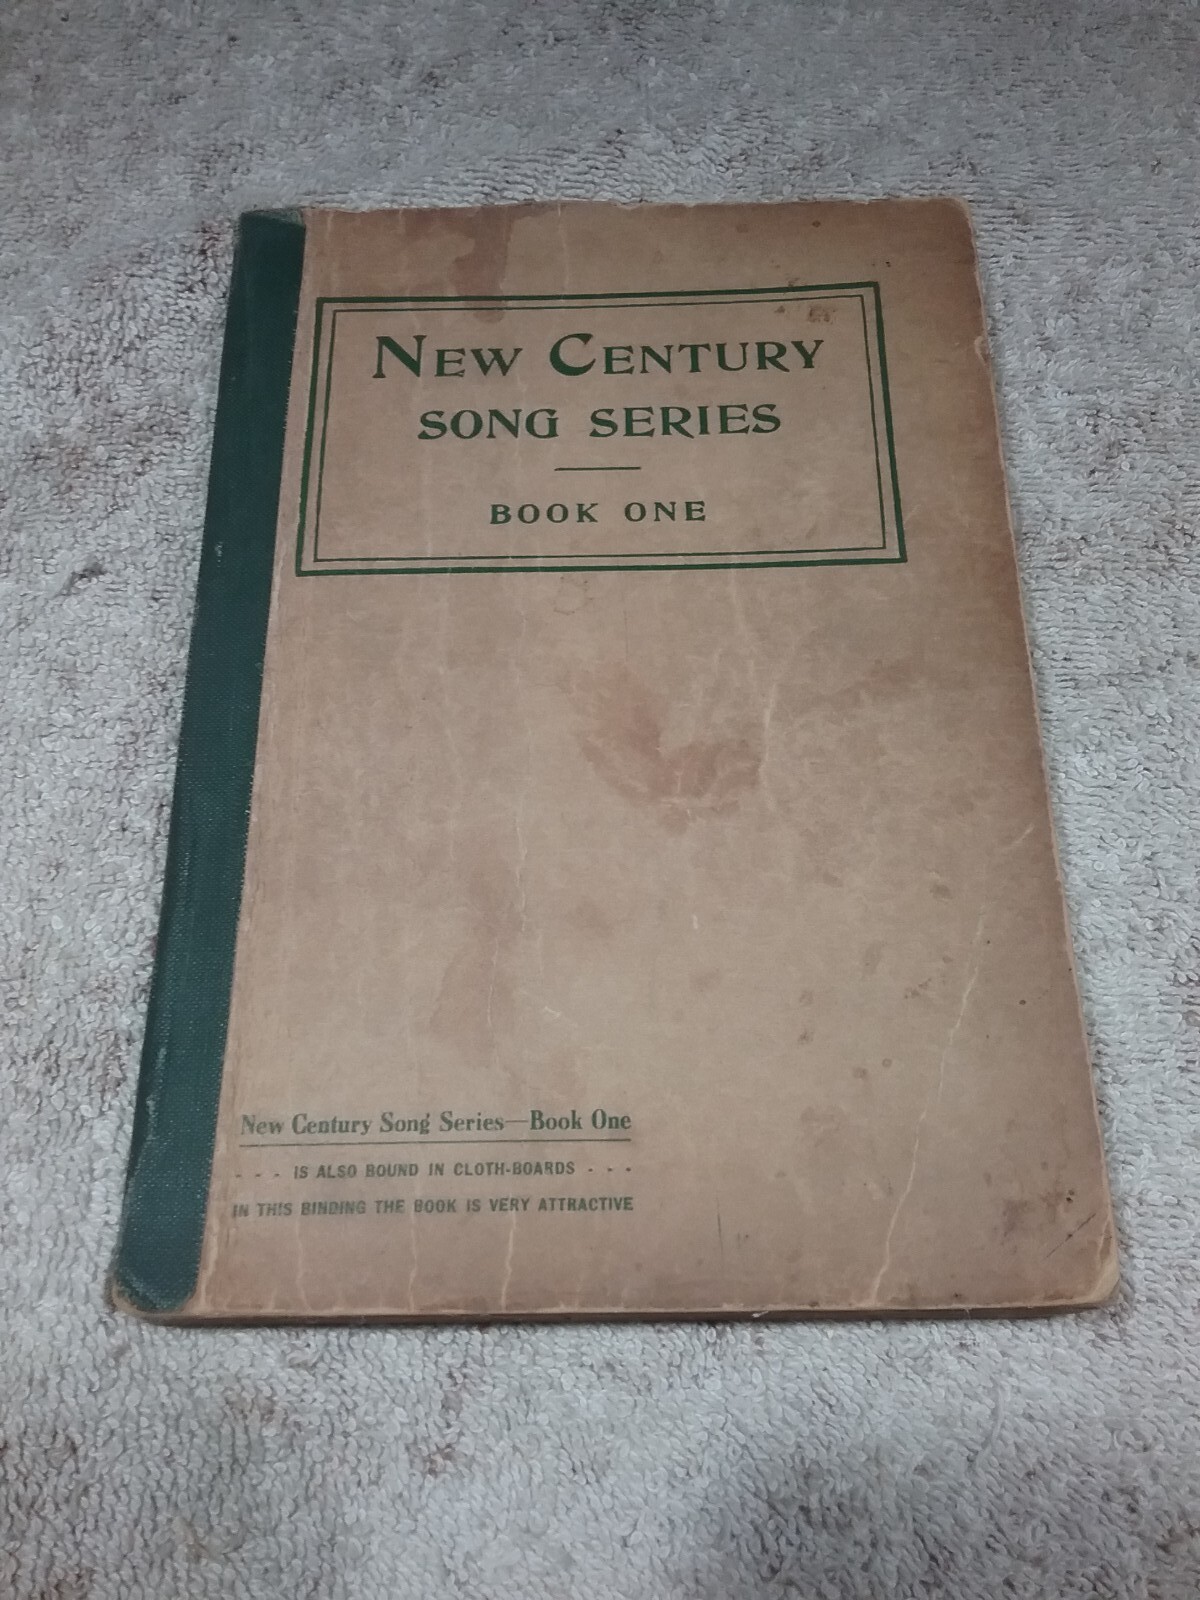 NEW CENTURY
SONG SERIES
BOOK ONE
New Century Song Series—Book One
- - - IS ALSO BOUND IN CLOTH-BOARDS - - -
IN THIS BINDING THE BOOK IS VERY ATTRACTIVE